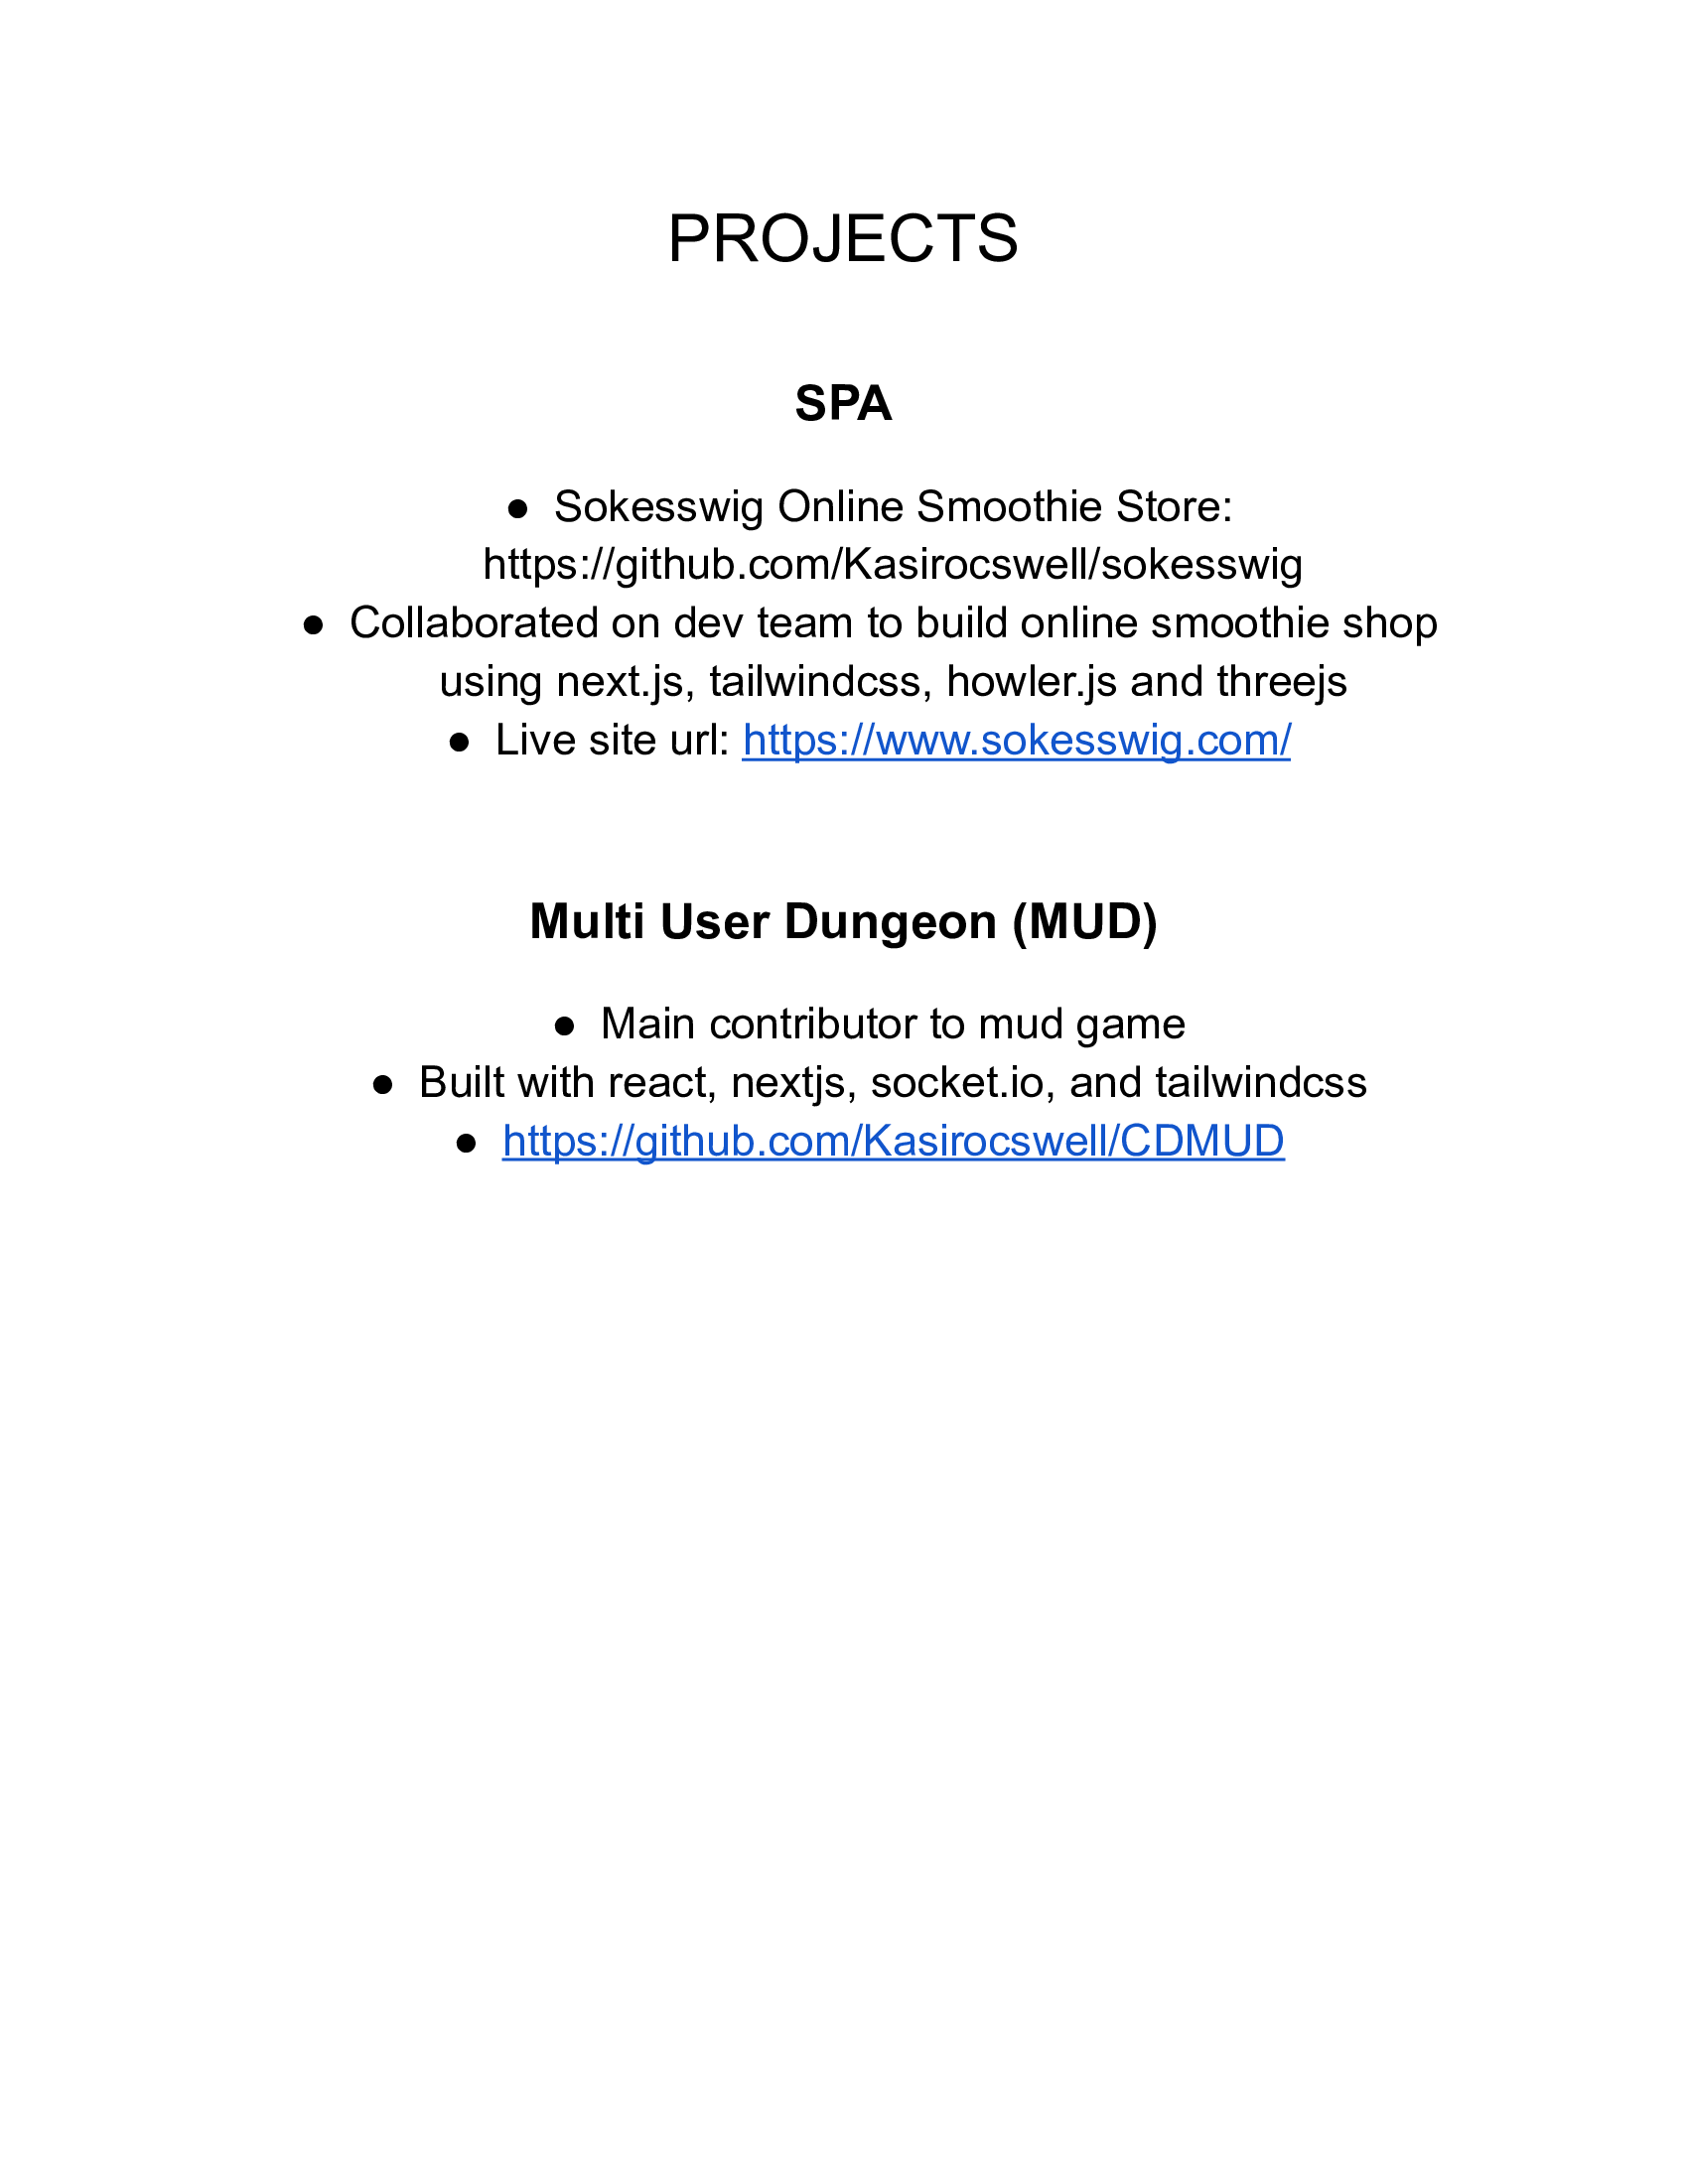 PROJECTS
SPA
● Sokesswig Online Smoothie Store:
https://github.com/Kasirocswell/sokesswig
● Collaborated on dev team to build online smoothie shop
using next.js, tailwindcss, howler.js and threejs
● Live site url: https://www.sokesswig.com/
Multi User Dungeon (MUD)
● Main contributor to mud game
● Built with react, nextjs, socket.io, and tailwindcss
● https://github.com/Kasirocswell/CDMUD